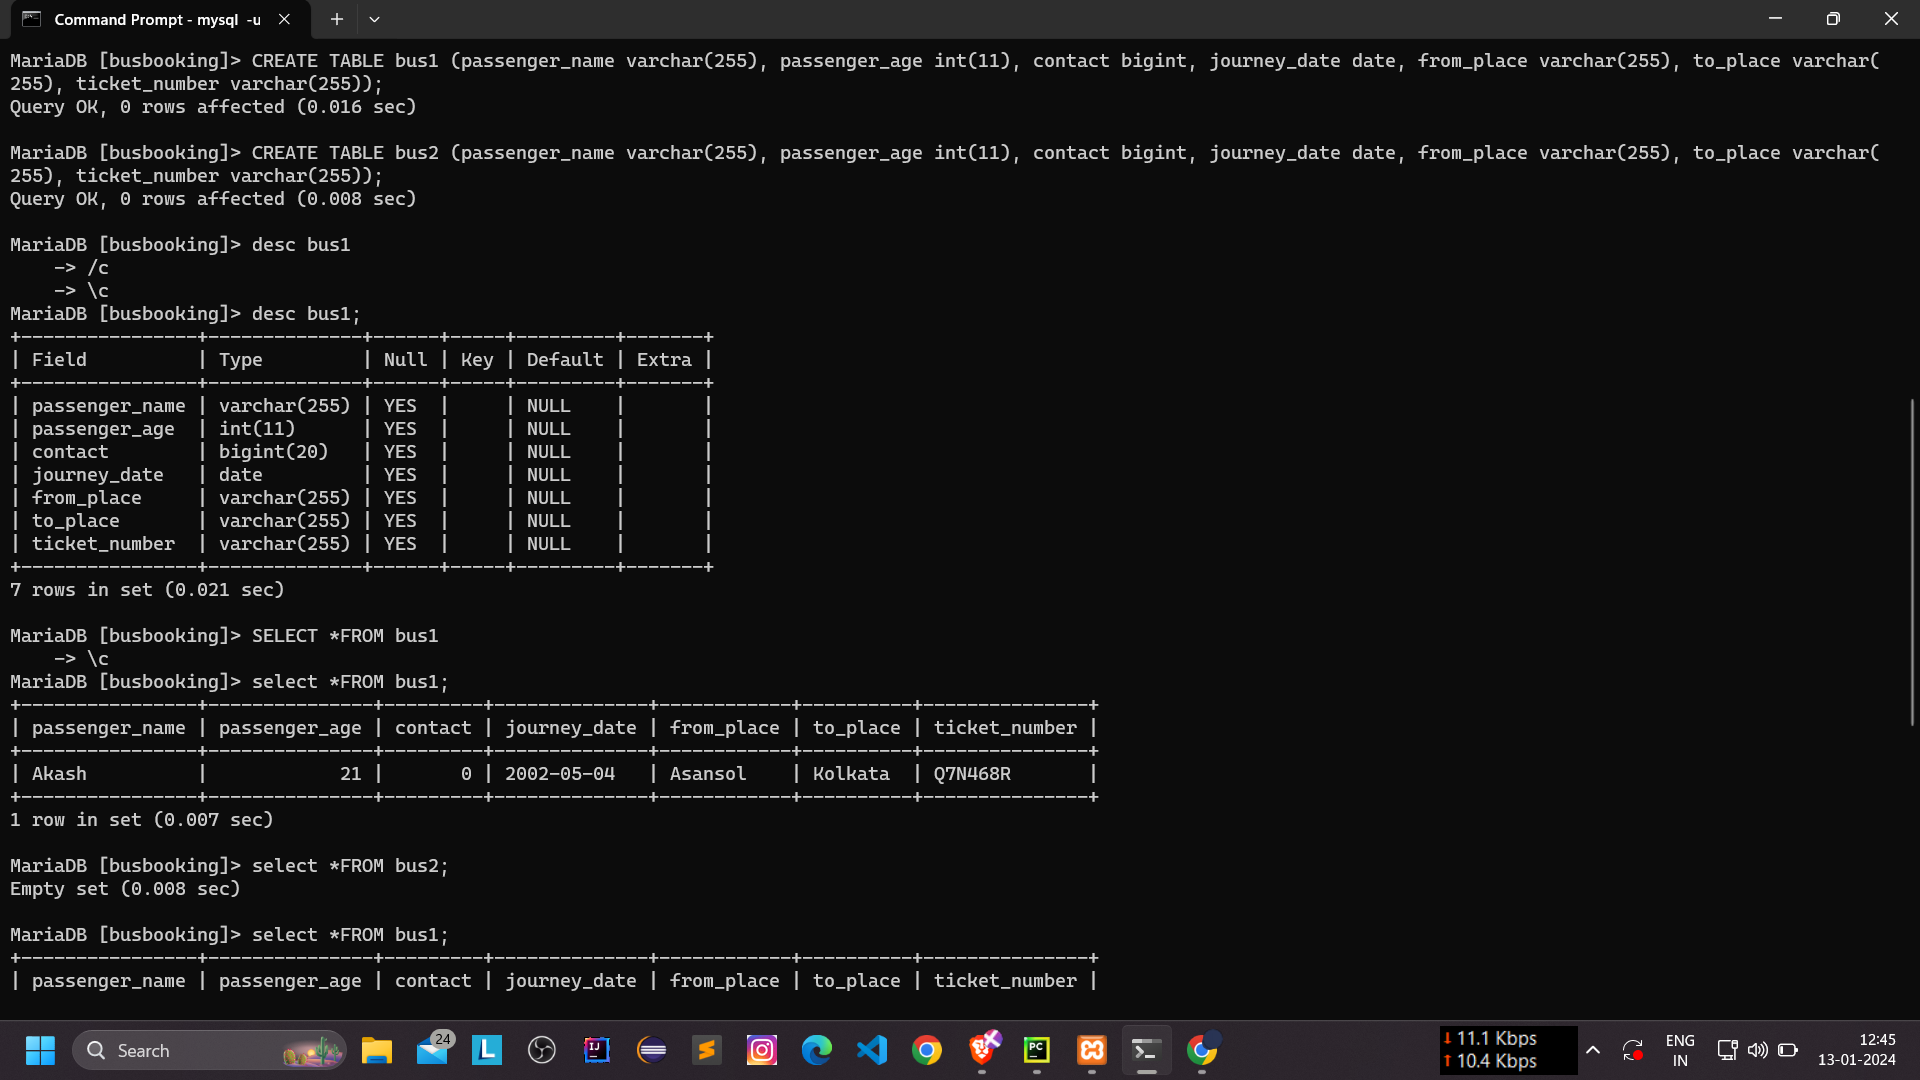 Command Prompt - mysql  -u
MariaDB [busbooking]> CREATE TABLE bus1 (passenger_name varchar(255), passenger_age int(11), contact bigint, journey_date date, from_place varchar(255), to_place varchar(
255), ticket_number varchar(255));
Query OK, 0 rows affected (0.016 sec)
MariaDB [busbooking]> CREATE TABLE bus2 (passenger_name varchar(255), passenger_age int(11), contact bigint, journey_date date, from_place varchar(255), to_place varchar(
255), ticket_number varchar(255));
Query OK, 0 rows affected (0.008 sec)
MariaDB [busbooking]> desc bus1
    -> /c
    -> \c
MariaDB [busbooking]> desc bus1;
+----------------+--------------+------+-----+---------+-------+
| Field          | Type         | Null | Key | Default | Extra |
+----------------+--------------+------+-----+---------+-------+
| passenger_name | varchar(255) | YES  |     | NULL    |       |
| passenger_age  | int(11)      | YES  |     | NULL    |       |
| contact        | bigint(20)   | YES  |     | NULL    |       |
| journey_date   | date         | YES  |     | NULL    |       |
| from_place     | varchar(255) | YES  |     | NULL    |       |
| to_place       | varchar(255) | YES  |     | NULL    |       |
| ticket_number  | varchar(255) | YES  |     | NULL    |       |
+----------------+--------------+------+-----+---------+-------+
7 rows in set (0.021 sec)
MariaDB [busbooking]> SELECT *FROM bus1
    -> \c
MariaDB [busbooking]> select *FROM bus1;
+----------------+---------------+---------+--------------+------------+----------+---------------+
| passenger_name | passenger_age | contact | journey_date | from_place | to_place | ticket_number |
+----------------+---------------+---------+--------------+------------+----------+---------------+
| Akash          |            21 |       0 | 2002-05-04   | Asansol    | Kolkata  | Q7N468R       |
+----------------+---------------+---------+--------------+------------+----------+---------------+
1 row in set (0.007 sec)
MariaDB [busbooking]> select *FROM bus2;
Empty set (0.008 sec)
MariaDB [busbooking]> select *FROM bus1;
+----------------+---------------+---------+--------------+------------+----------+---------------+
| passenger_name | passenger_age | contact | journey_date | from_place | to_place | ticket_number |
Search
24
L
IJ
PC
↓ 11.1 Kbps
↑ 10.4 Kbps
ENG
IN
12:45
13-01-2024